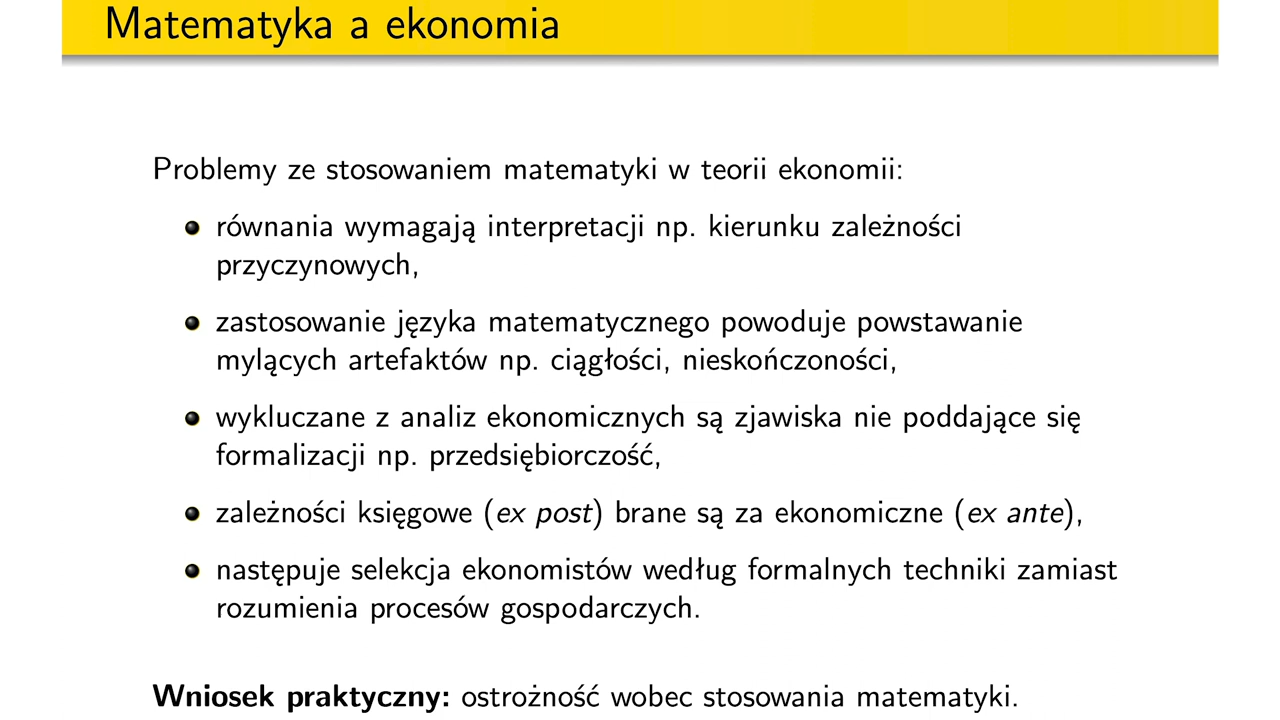 Matematyka a ekonomia
Problemy ze stosowaniem matematyki w teorii ekonomii:
równania wymagają interpretacji np. kierunku zależności
przyczynowych,
zastosowanie języka matematycznego powoduje powstawanie
mylących artefaktów np. ciągłości, nieskończoności,
wykluczane z analiz ekonomicznych są zjawiska nie poddające się
formalizacji np. przedsiębiorczość,
zależności księgowe (ex post) brane są za ekonomiczne (ex ante),
następuje selekcja ekonomistów według formalnych techniki zamiast
rozumienia procesów gospodarczych.
Wniosek praktyczny: ostrożność wobec stosowania matematyki.